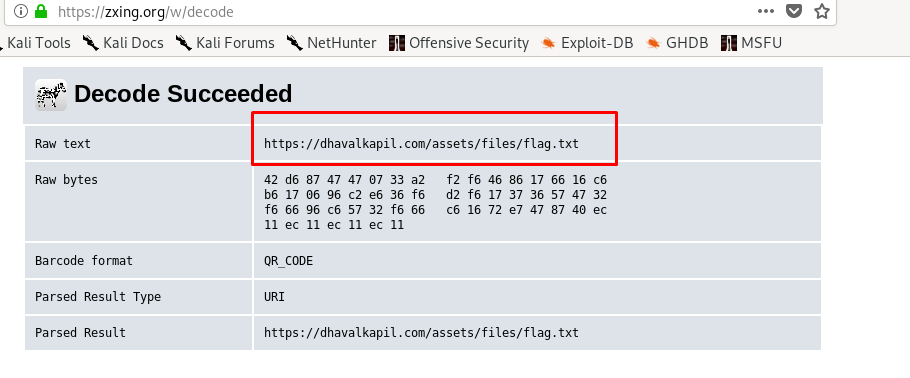 https://zxing.org/w/decode
Kali Tools Kali Docs Kali Forums NetHunter Offensive Security Exploit-DB GHDB MSFU
Decode Succeeded
Raw text https://dhavalkapil.com/assets/files/flag.txt
Raw bytes 42 d6 87 47 47 07 33 a2 f2 f6 46 86 17 66 16 c6
b6 17 06 96 c2 e6 36 f6 d2 f6 17 37 36 57 47 32
f6 66 96 c6 57 32 f6 66 c6 16 72 e7 47 87 40 ec
11 ec 11 ec 11 ec 11
Barcode format QR_CODE
Parsed Result Type URI
Parsed Result https://dhavalkapil.com/assets/files/flag.txt